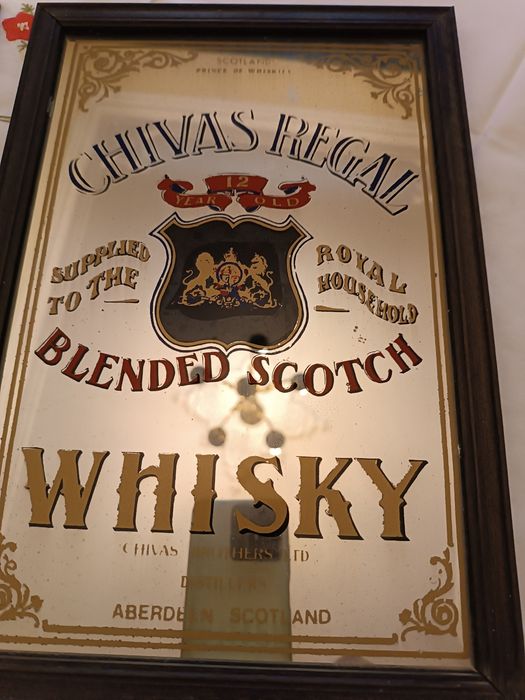 SCOTLAND
PRINCE OF WHISKIES
CHIVAS REGAL
12
YEAR OLD
SUPPLIED TO THE
ROYAL HOUSEHOLD
BLENDED SCOTCH
WHISKY
CHIVAS BROTHERS LTD
DISTILLERS
ABERDEEN SCOTLAND